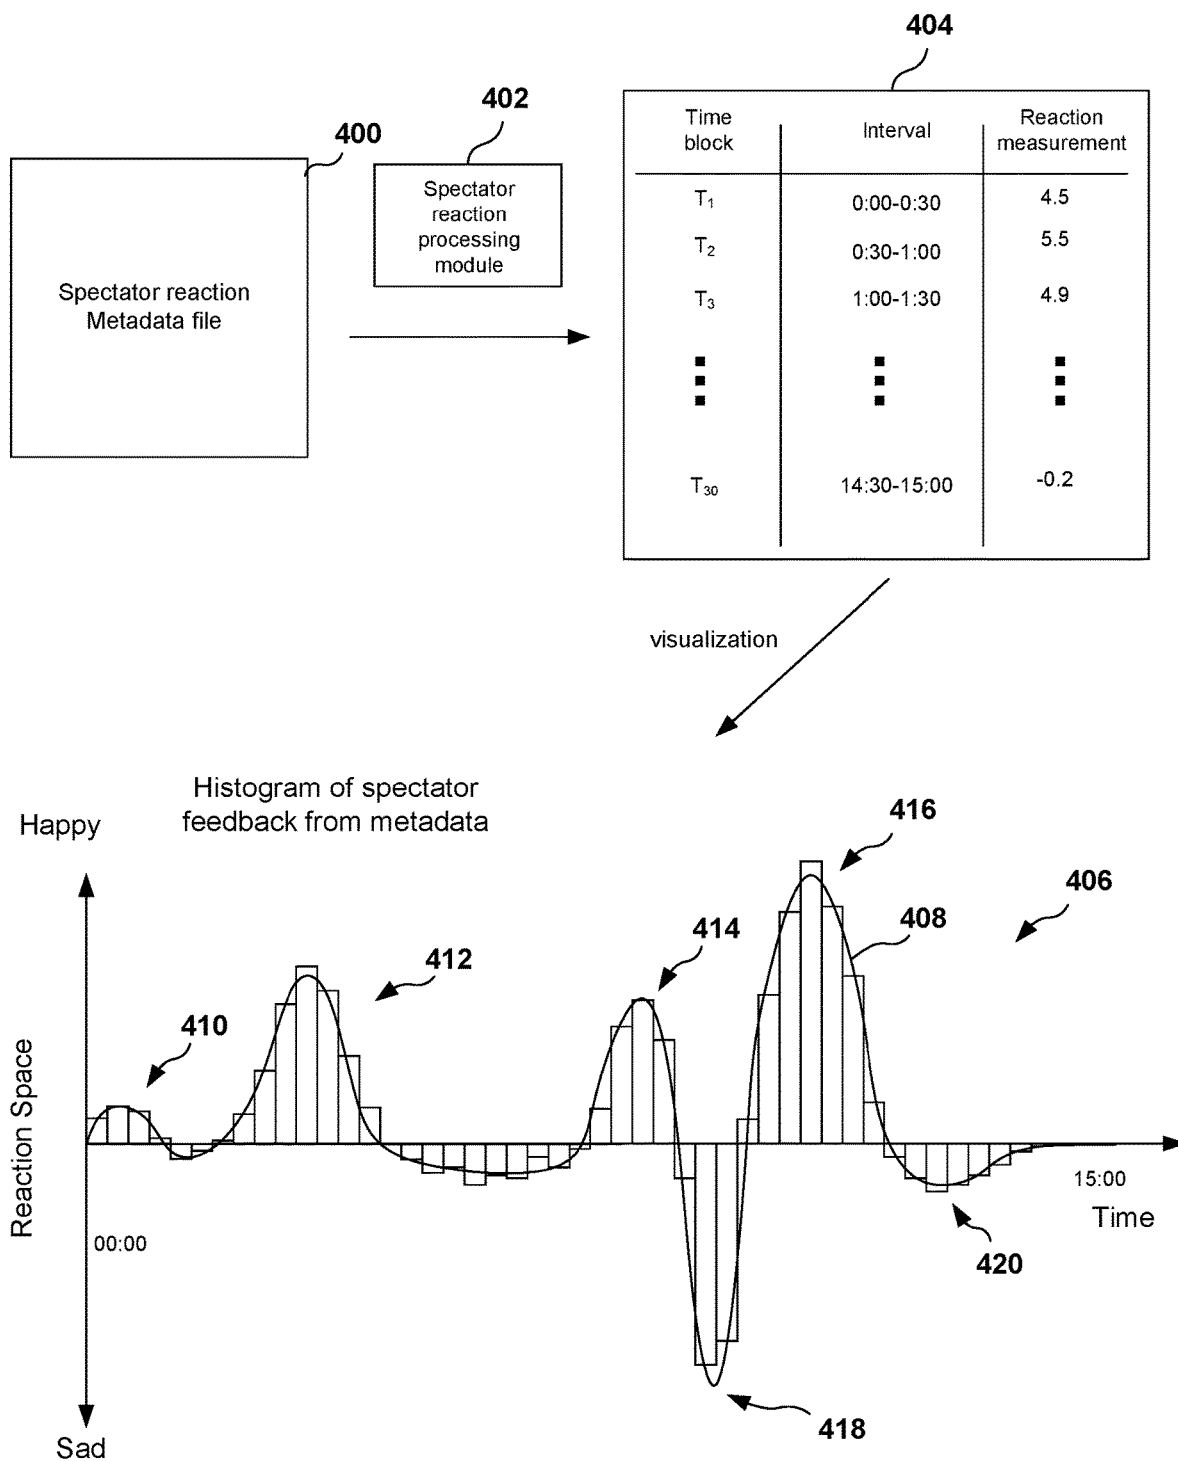 404
402
400
Time
block
Interval
Reaction
measurement
Spectator
reaction
processing
module
Spectator reaction
Metadata file
T1
0:00-0:30
4.5
T2
0:30-1:00
5.5
T3
1:00-1:30
4.9
T30
14:30-15:00
-0.2
visualization
Histogram of spectator
feedback from metadata
Happy
416
406
408
414
412
410
Reaction Space
00:00
15:00
Time
420
418
Sad